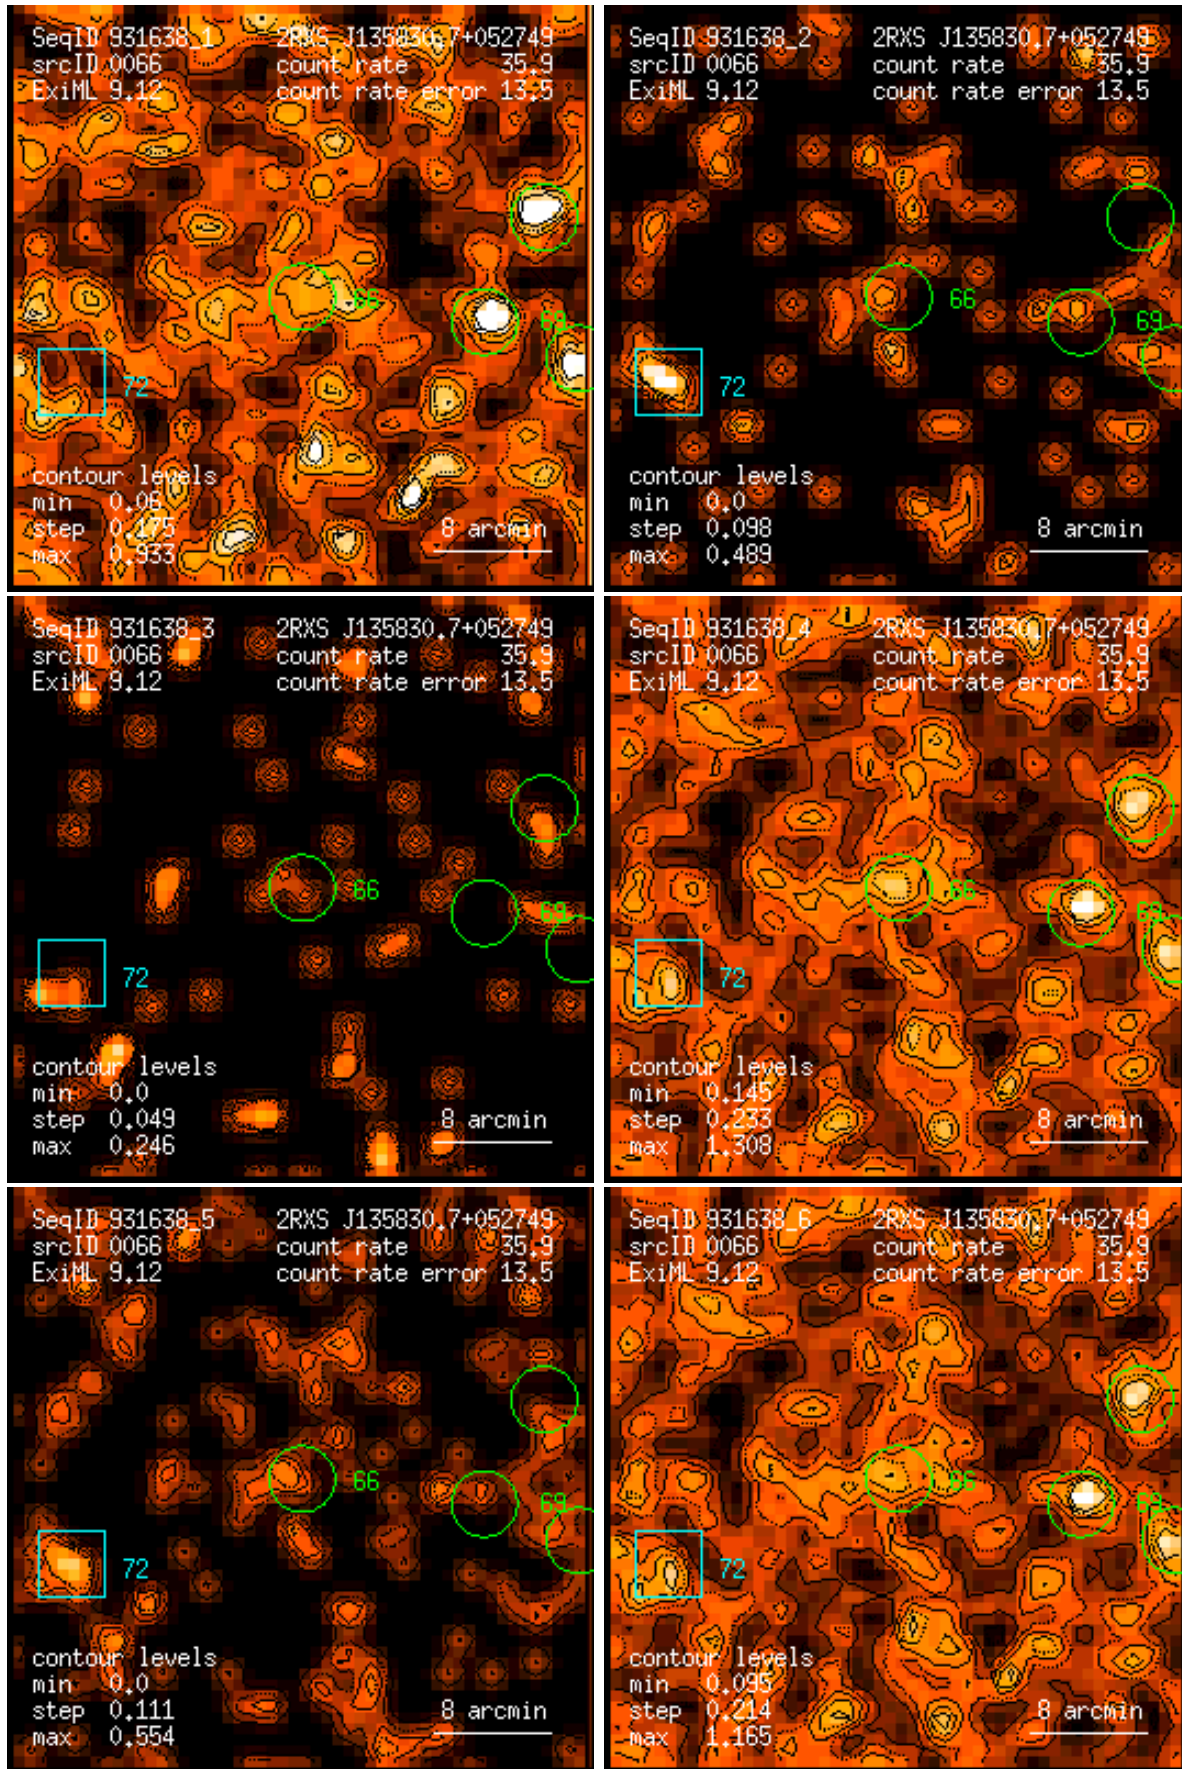 SeqID 931638_1 2RXS J135830.7+052749
srcID 0066 count rate 35.9
ExiML 9.12 count rate error 13.5
66
69
72
contour levels
min 0.06
step 0.175
max 0.933
8 arcmin
SeqID 931638_2 2RXS J135830.7+052749
srcID 0066 count rate 35.9
ExiML 9.12 count rate error 13.5
66
69
72
contour levels
min 0.0
step 0.098
max 0.489
8 arcmin
SeqID 931638_3 2RXS J135830.7+052749
srcID 0066 count rate 35.9
ExiML 9.12 count rate error 13.5
66
69
72
contour levels
min 0.0
step 0.049
max 0.246
8 arcmin
SeqID 931638_4 2RXS J135830.7+052749
srcID 0066 count rate 35.9
ExiML 9.12 count rate error 13.5
66
69
72
contour levels
min 0.145
step 0.233
max 1.308
8 arcmin
SeqID 931638_5 2RXS J135830.7+052749
srcID 0066 count rate 35.9
ExiML 9.12 count rate error 13.5
66
69
72
contour levels
min 0.0
step 0.111
max 0.554
8 arcmin
SeqID 931638_6 2RXS J135830.7+052749
srcID 0066 count rate 35.9
ExiML 9.12 count rate error 13.5
66
69
72
contour levels
min 0.095
step 0.214
max 1.165
8 arcmin